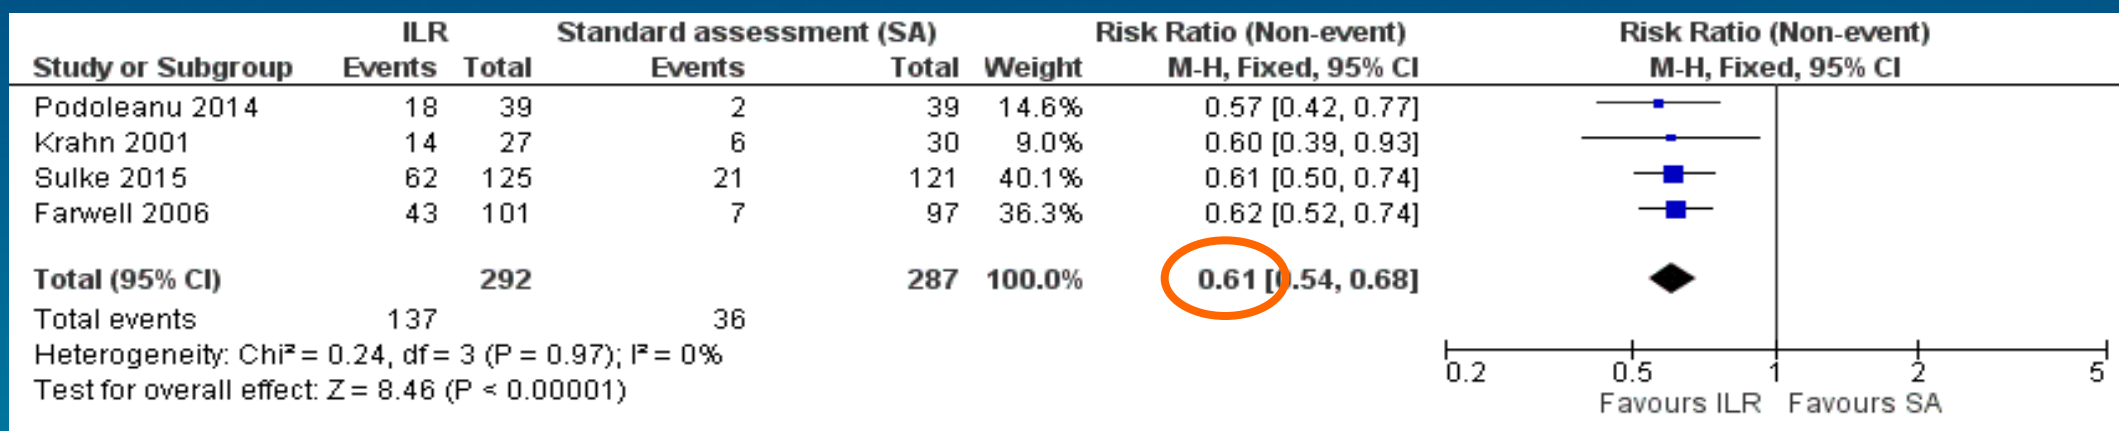 ILR Standard assessment (SA) Risk Ratio (Non-event) Risk Ratio (Non-event)
Study or Subgroup Events Total Events Total Weight M-H, Fixed, 95% CI M-H, Fixed, 95% CI
Podoleanu 2014 18 39 2 39 14.6% 0.57 [0.42, 0.77]
Krahn 2001 14 27 6 30 9.0% 0.60 [0.39, 0.93]
Sulke 2015 62 125 21 121 40.1% 0.61 [0.50, 0.74]
Farwell 2006 43 101 7 97 36.3% 0.62 [0.52, 0.74]
Total (95% CI) 292 287 100.0% 0.61 [0.54, 0.68]
Total events 137 36
Heterogeneity: Chi² = 0.24, df = 3 (P = 0.97); I² = 0%
Test for overall effect: Z = 8.46 (P < 0.00001)
0.2 0.5 1 2 5
Favours ILR Favours SA